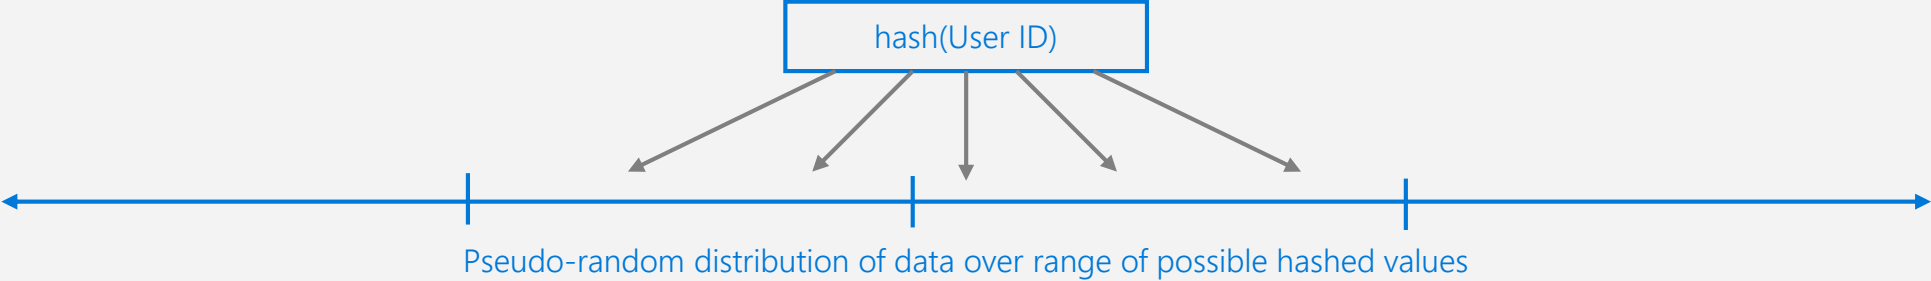 hash(User ID)
Pseudo-random distribution of data over range of possible hashed values